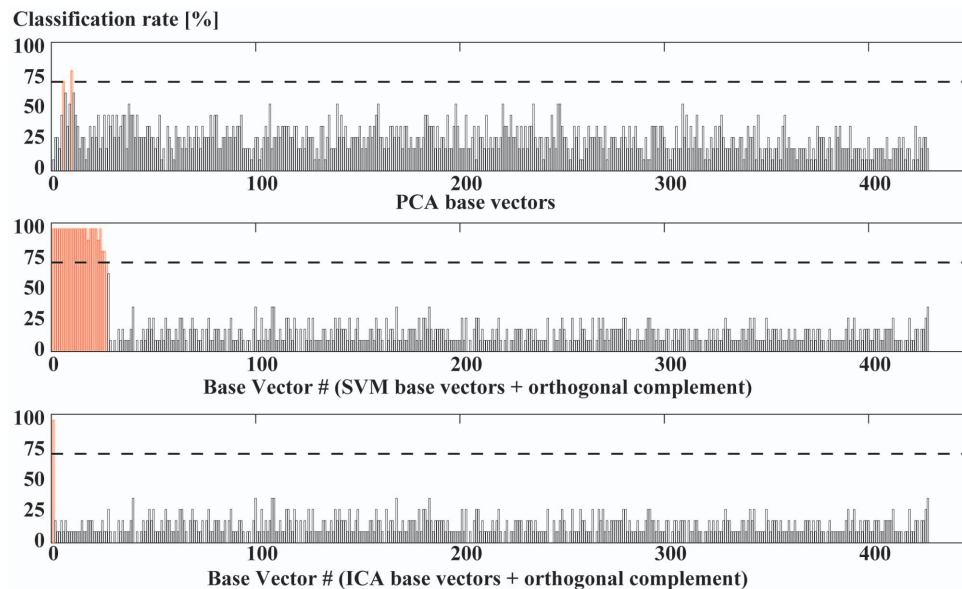 Classification rate [%]
100
75
50
25
0
0 100 200 300 400
PCA base vectors
100
75
50
25
0
0 100 200 300 400
Base Vector # (SVM base vectors + orthogonal complement)
100
75
50
25
0
0 100 200 300 400
Base Vector # (ICA base vectors + orthogonal complement)